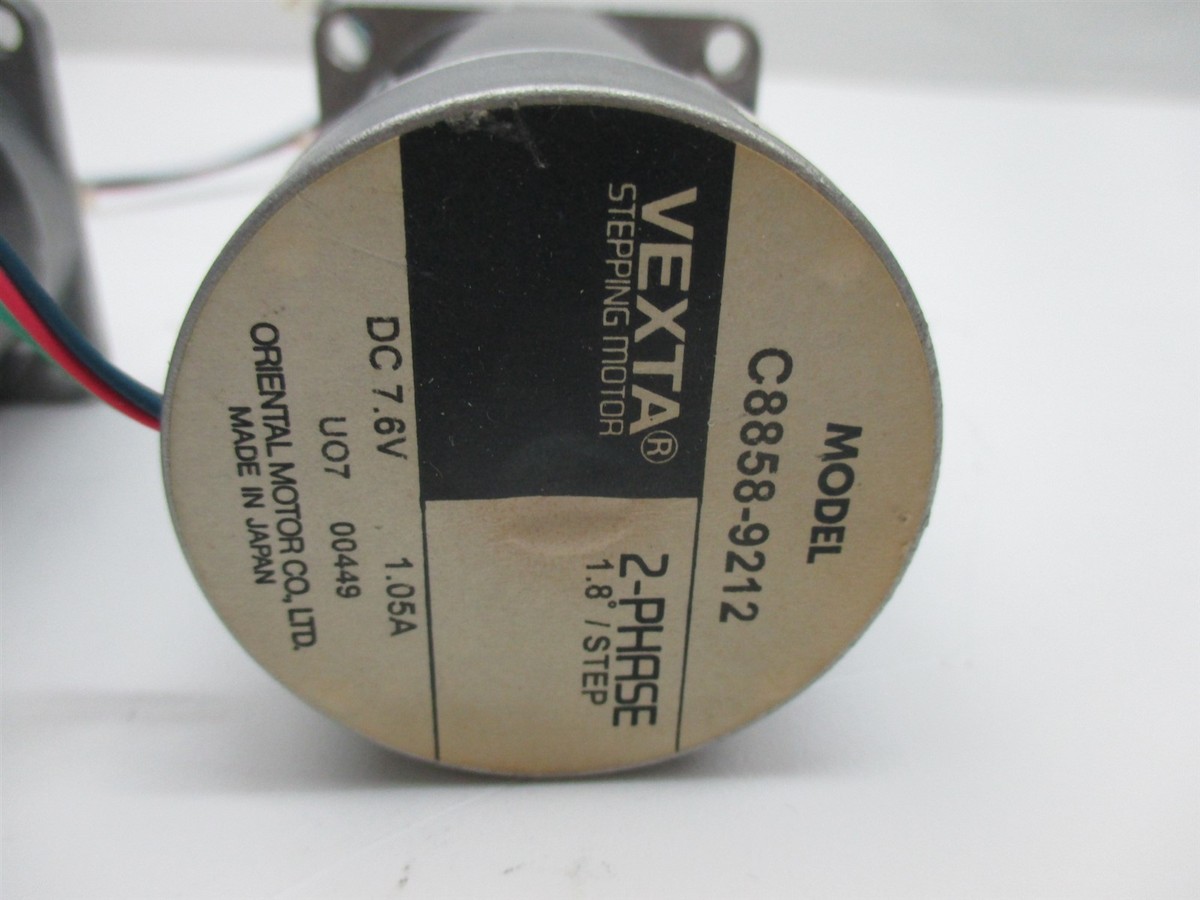 MODEL
C8858-9212
VEXTA®
STEPPING MOTOR
2-PHASE
1.8°/STEP
DC 7.6V 1.05A
UO7 00449
ORIENTAL MOTOR CO., LTD.
MADE IN JAPAN